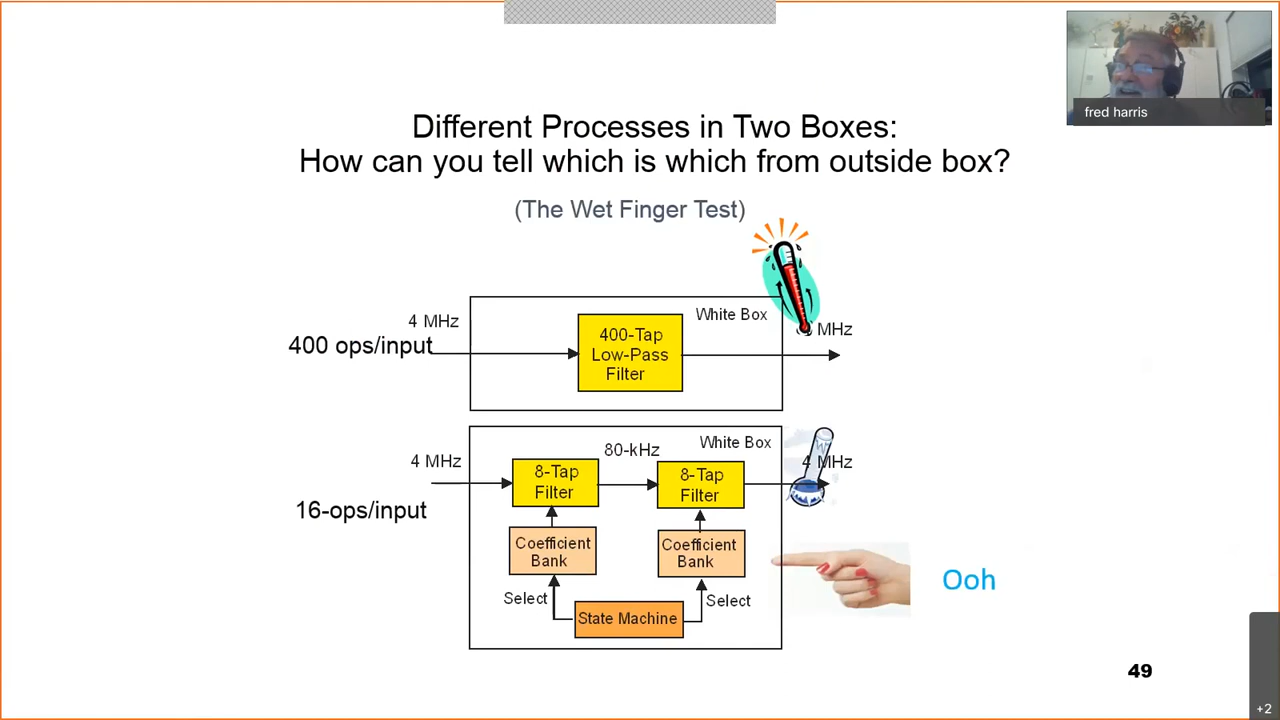 fred harris
Different Processes in Two Boxes:
How can you tell which is which from outside box?
(The Wet Finger Test)
4 MHz
White Box
MHz
400 ops/input
400-Tap
Low-Pass
Filter
4 MHz
80-kHz
White Box
4 MHz
8-Tap
Filter
8-Tap
Filter
16-ops/input
Coefficient
Bank
Coefficient
Bank
Ooh
Select
Select
State Machine
49
+2